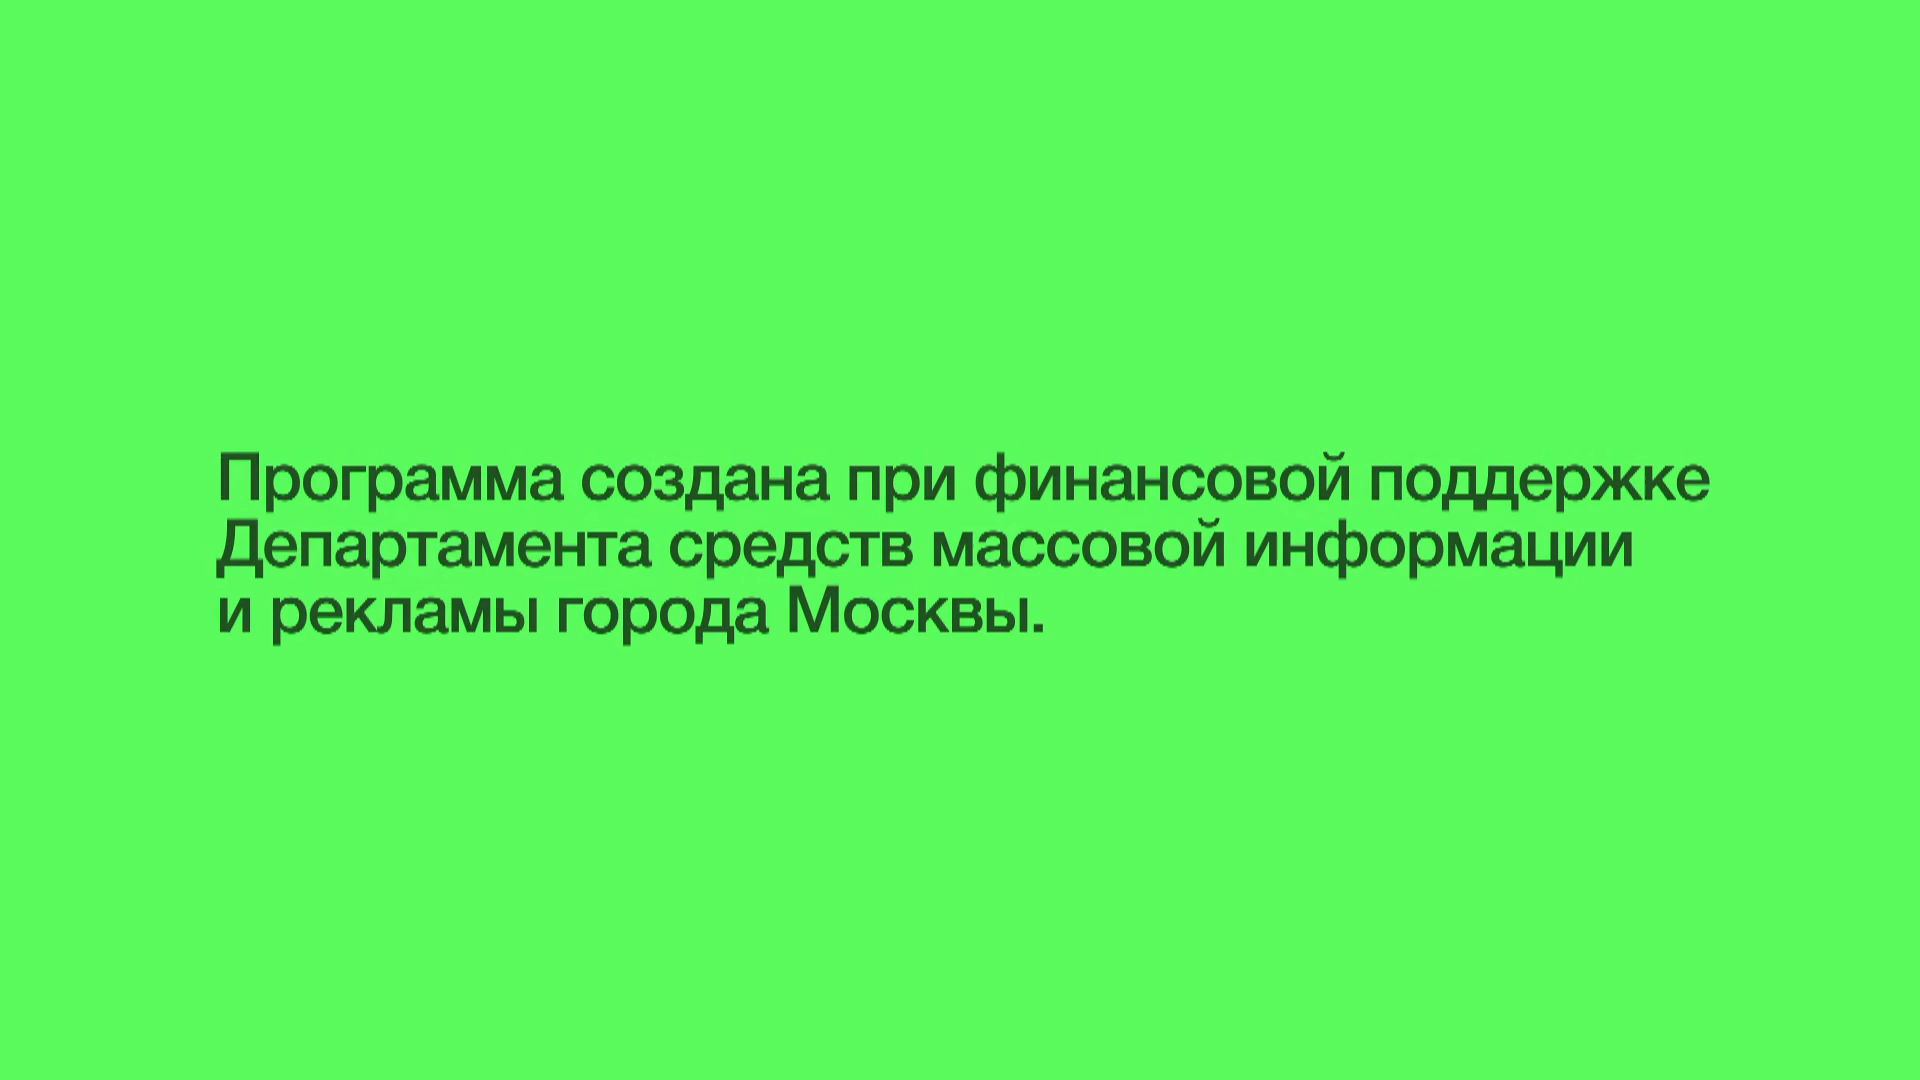 Программа создана при финансовой поддержке
Департамента средств массовой информации
и рекламы города Москвы.